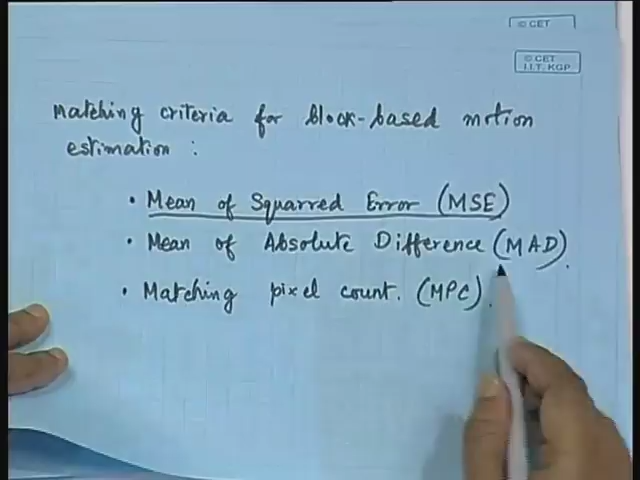 © CET
© CET
I.I.T. KGP
Matching criteria for block-based motion
estimation :
• Mean of Squarred Error (MSE)
• Mean of Absolute Difference (MAD).
• Matching pixel count. (MPC).